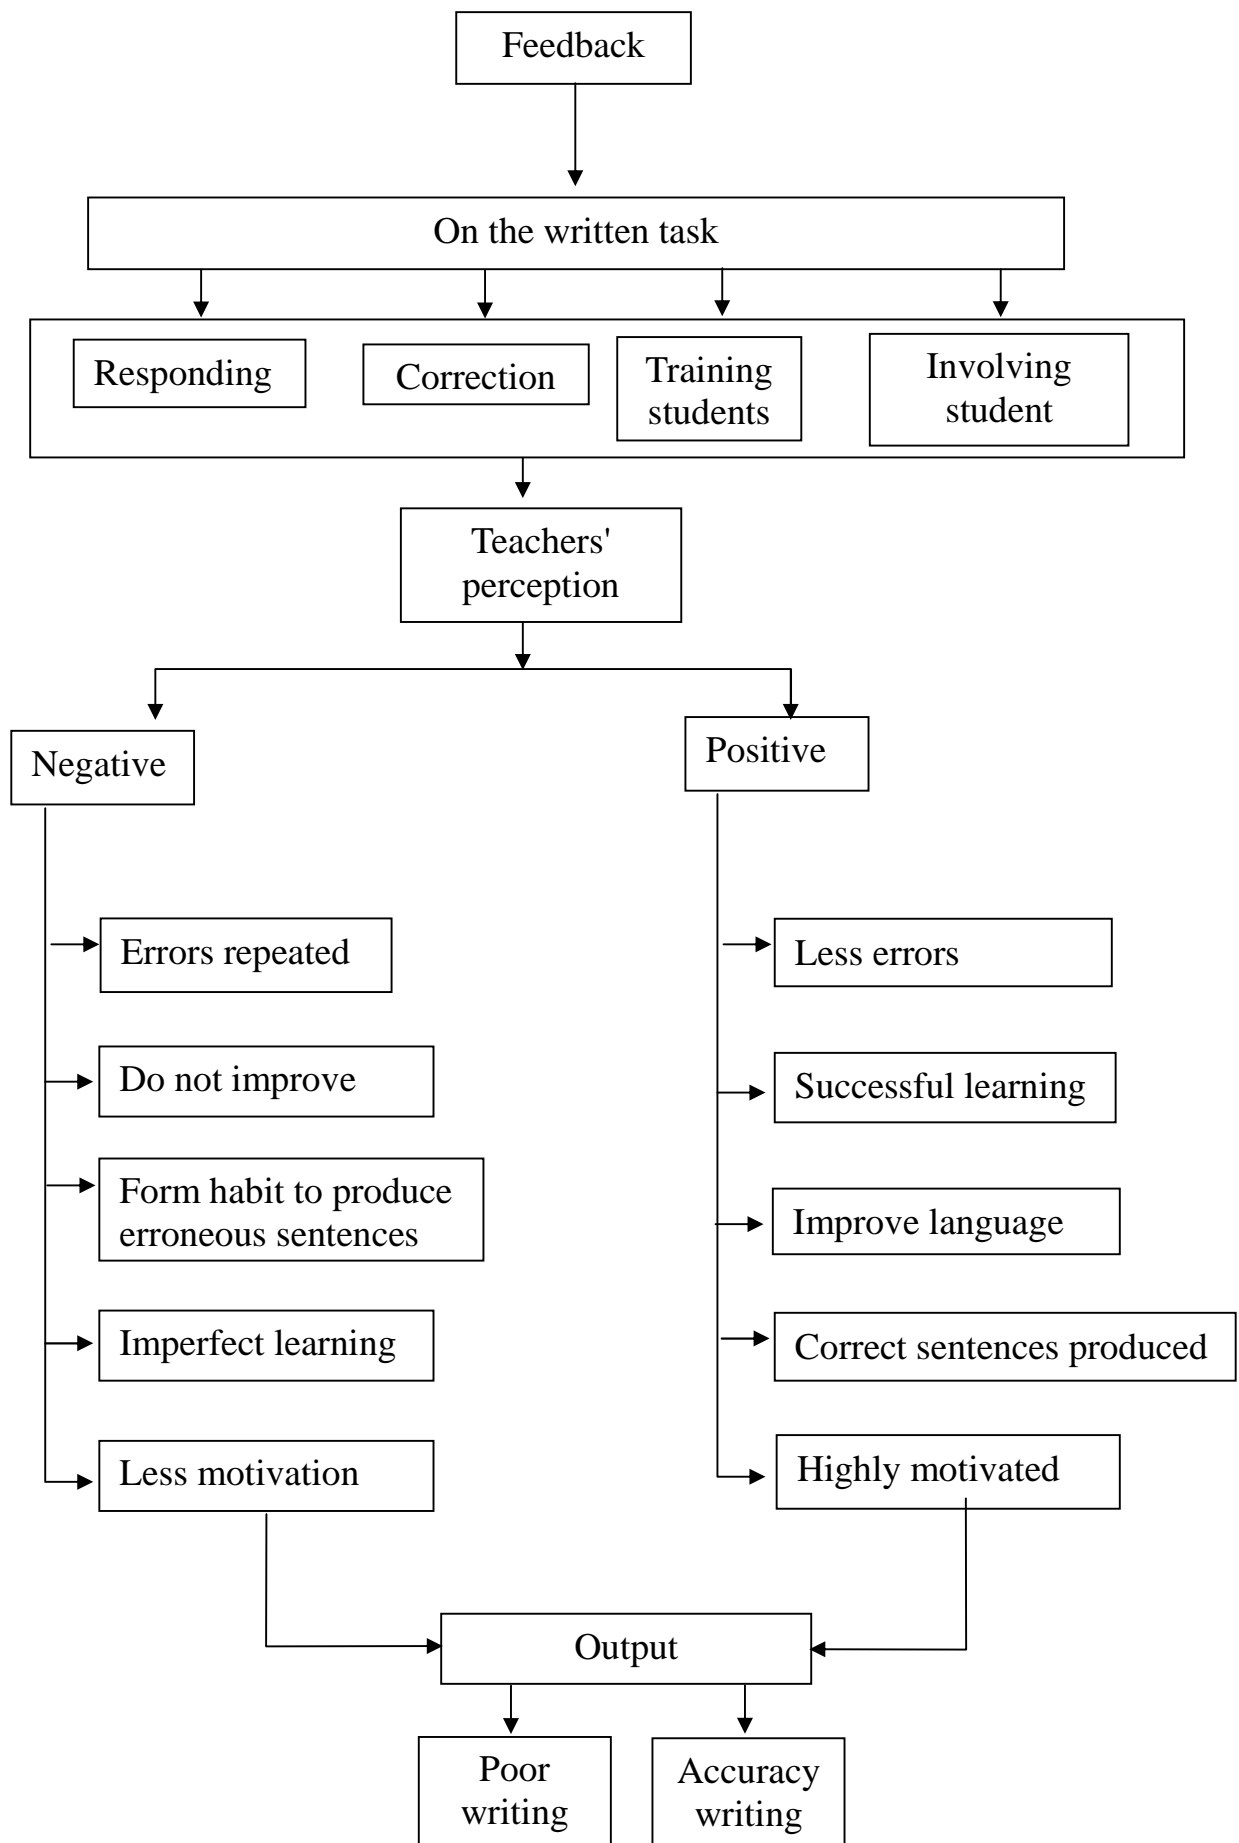 Feedback
On the written task
Responding
Correction
Training
students
Involving
student
Teachers'
perception
Negative
Errors repeated
Do not improve
Form habit to produce
erroneous sentences
Imperfect learning
Less motivation
Positive
Less errors
Successful learning
Improve language
Correct sentences produced
Highly motivated
Output
Poor
writing
Accuracy
writing